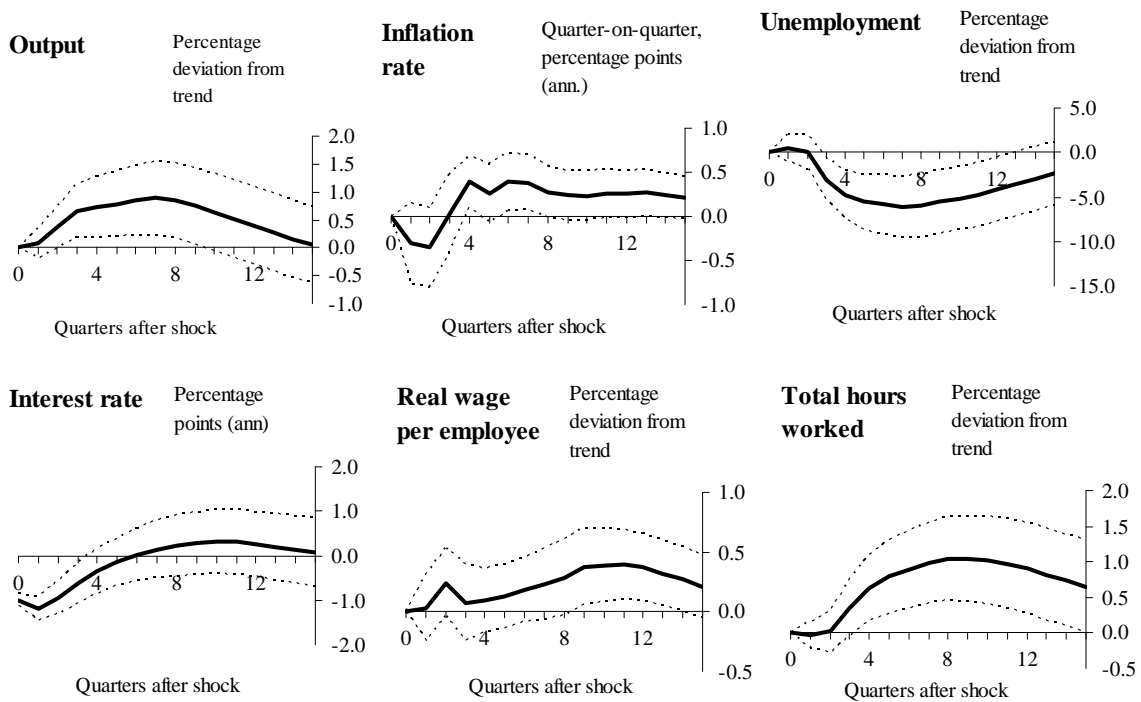 Output
Percentage
deviation from
trend
2.0
1.5
1.0
0.5
0.0
-0.5
-1.0
0
4
8
12
Quarters after shock
Inflation
rate
Quarter-on-quarter,
percentage points
(ann.)
1.0
0.5
0.0
-0.5
-1.0
0
4
8
12
Quarters after shock
Unemployment
Percentage
deviation from
trend
5.0
0.0
-5.0
-10.0
-15.0
0
4
8
12
Quarters after shock
Interest rate
Percentage
points (ann)
2.0
1.0
0.0
-1.0
-2.0
0
4
8
12
Quarters after shock
Real wage
per employee
Percentage
deviation from
trend
1.0
0.5
0.0
-0.5
0
4
8
12
Quarters after shock
Total hours
worked
Percentage
deviation from
trend
2.0
1.5
1.0
0.5
0.0
-0.5
0
4
8
12
Quarters after shock